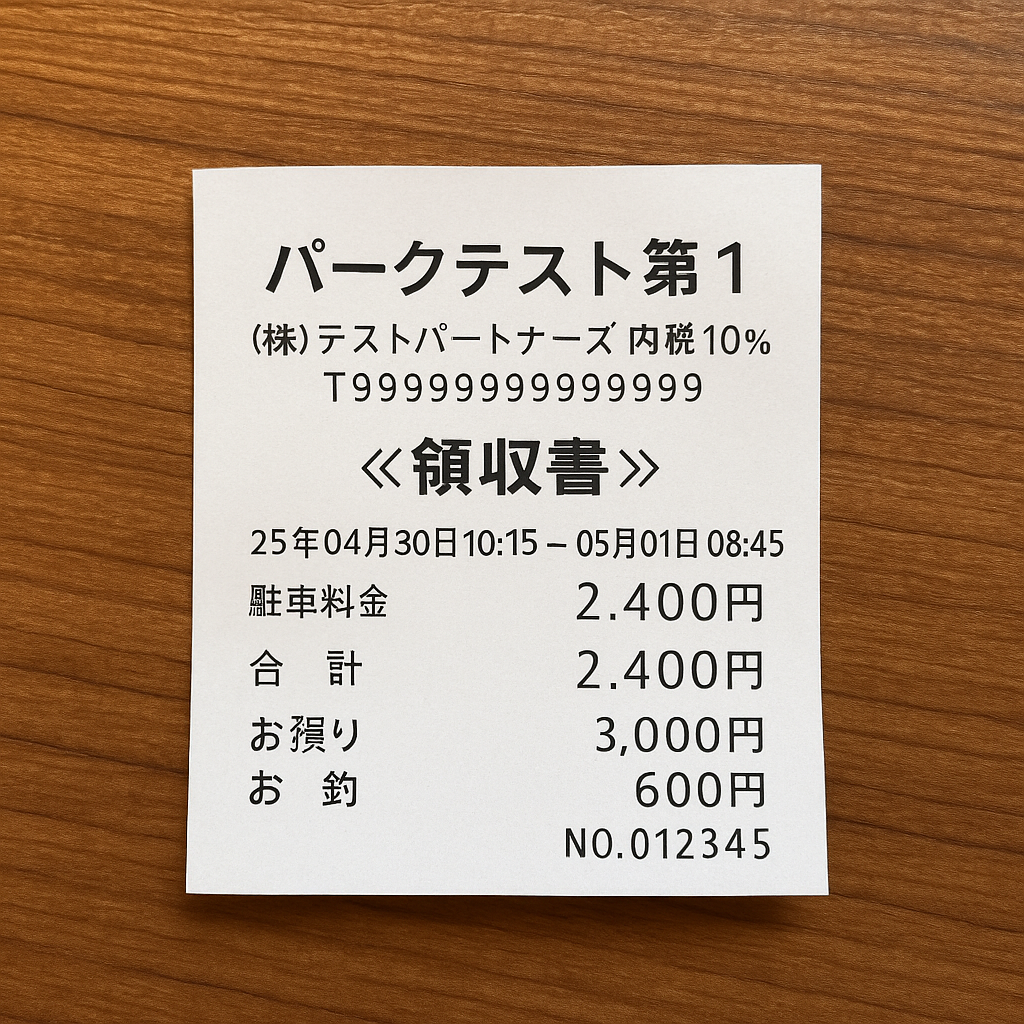 パークテスト第1
(株)テストパートナーズ 内税10%
T99999999999999
≪領収書≫
25年04月30日10:15 – 05月01日 08:45
駐車料金 2.400円
合 計 2.400円
お預り 3,000円
お 釣 600円
NO.012345